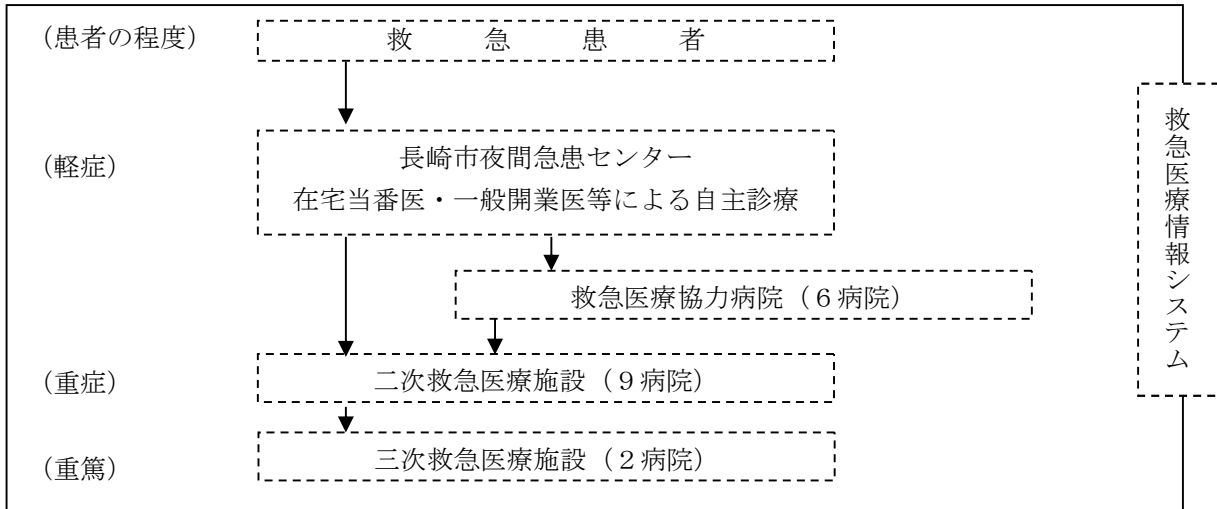 (患者の程度)
救急患者
(軽症)
長崎市夜間急患センター
在宅当番医・一般開業医等による自主診療
救急医療協力病院(6病院)
(重症)
二次救急医療施設(9病院)
(重篤)
三次救急医療施設(2病院)
救急医療情報システム